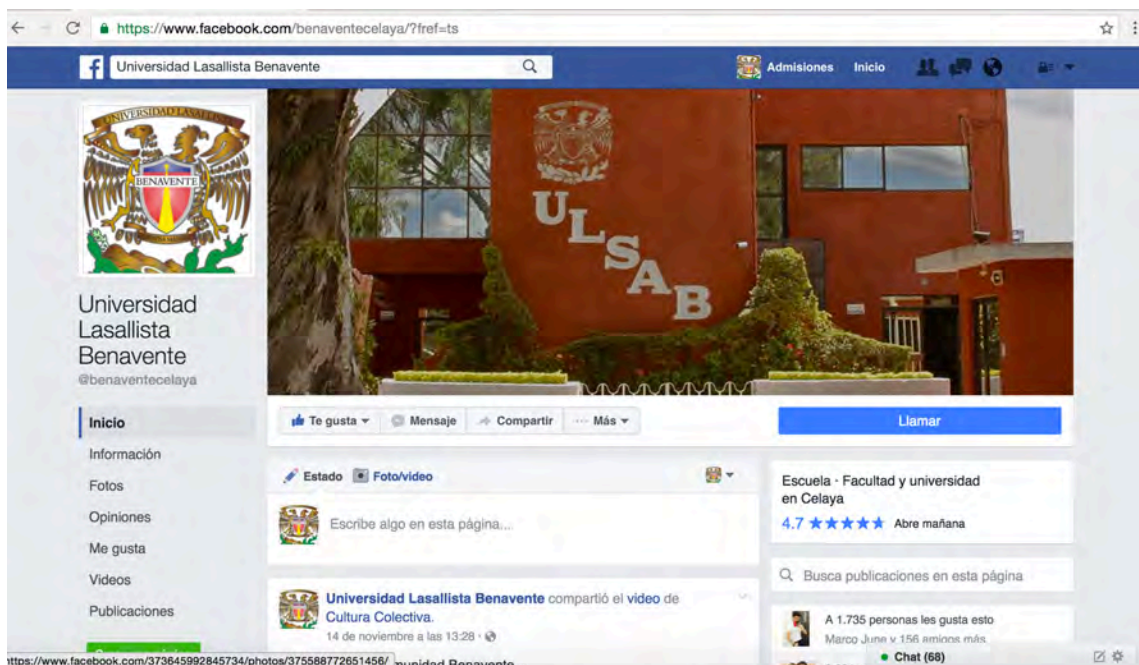 https://www.facebook.com/benaventecelaya/?fref=ts
Universidad Lasallista Benavente
Admisiones Inicio
UNIVERSIDAD LASALLISTA
BENAVENTE
ULSAB
Universidad
Lasallista
Benavente
@benaventecelaya
Inicio
Información
Fotos
Opiniones
Me gusta
Videos
Publicaciones
Te gusta Mensaje Compartir ··· Más
Llamar
Estado Foto/video
Escribe algo en esta página...
Universidad Lasallista Benavente compartió el video de
Cultura Colectiva.
14 de noviembre a las 13:28
Escuela · Facultad y universidad
en Celaya
4.7 ★★★★★ Abre mañana
Busca publicaciones en esta página
A 1.735 personas les gusta esto
Marco June y 156 amigos más
Chat (68)
https://www.facebook.com/373645992845734/photos/375588772651456/
Benavente